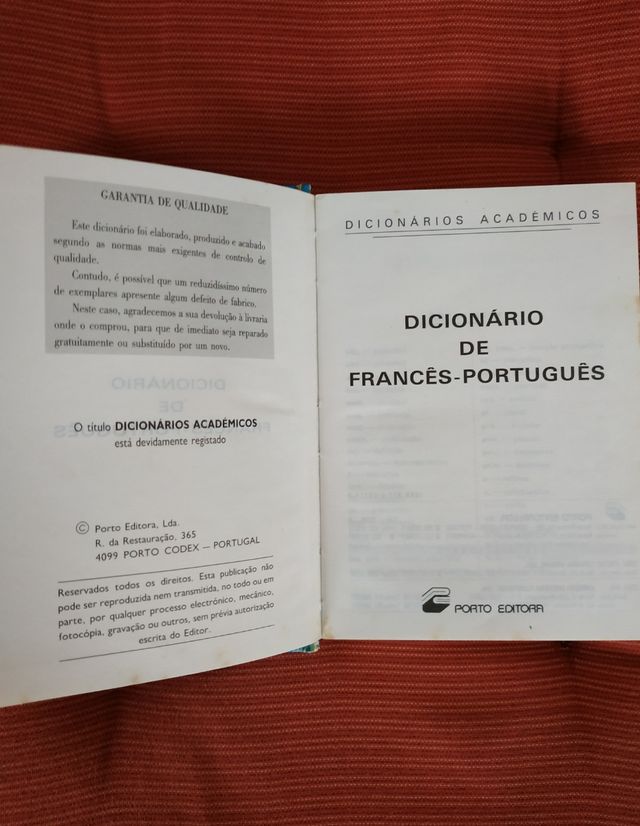 GARANTIA DE QUALIDADE
Este dicionário foi elaborado, produzido e acabado
segundo as normas mais exigentes de controlo de
qualidade.
Contudo, é possível que um reduzidíssimo número
de exemplares apresente algum defeito de fabrico.
Neste caso, agradecemos a sua devolução à livraria
onde o comprou, para que de imediato seja reparado
gratuitamente ou substituído por um novo.
O título DICIONÁRIOS ACADÉMICOS
está devidamente registado
© Porto Editora, Lda.
R. da Restauração, 365
4099 PORTO CODEX — PORTUGAL
Reservados todos os direitos. Esta publicação não
pode ser reproduzida nem transmitida, no todo ou em
parte, por qualquer processo electrónico, mecânico,
fotocópia, gravação ou outros, sem prévia autorização
escrita do Editor.
DICIONÁRIOS ACADÉMICOS
DICIONÁRIO
DE
FRANCÊS-PORTUGUÊS
PORTO EDITORA